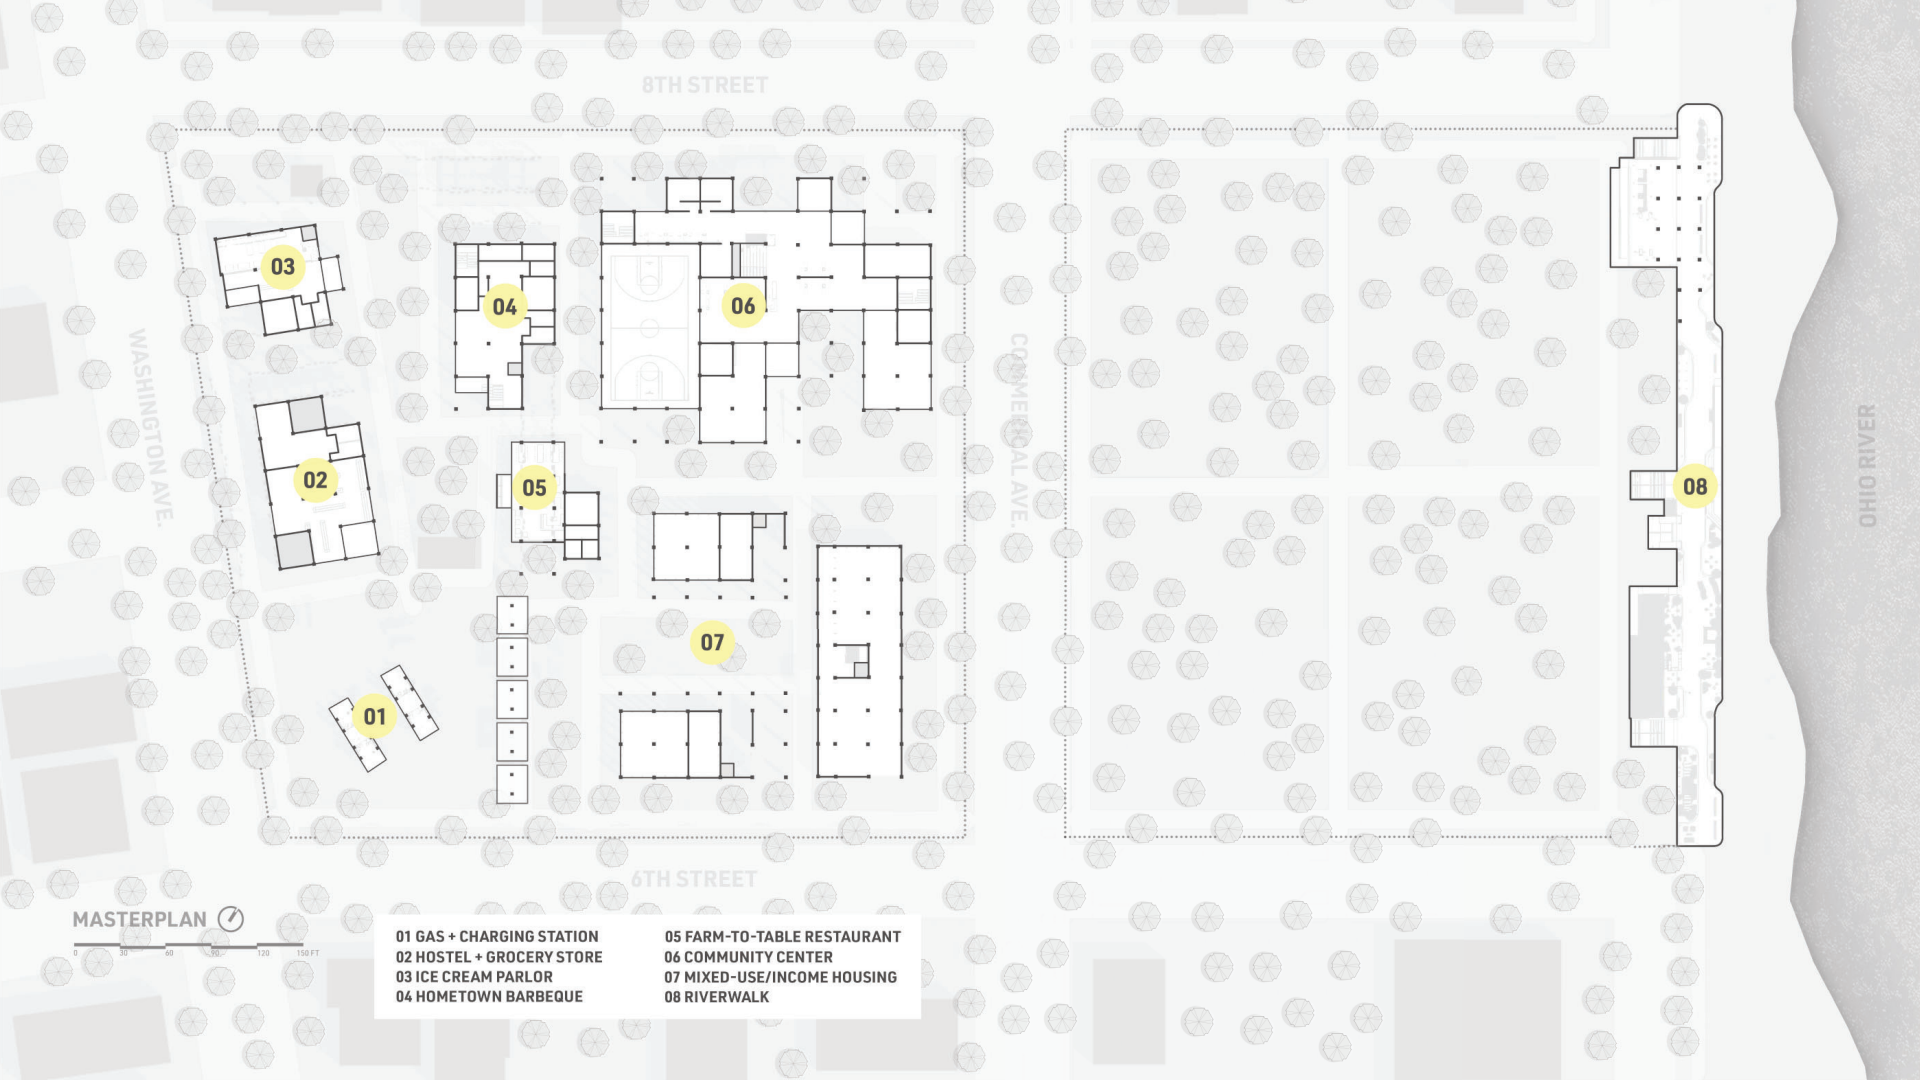 8TH STREET
03
04
06
WASHINGTON AVE.
COMMERCIAL AVE.
OHIO RIVER
02
05
08
07
01
6TH STREET
MASTERPLAN
0 30 60 90 120 150 FT
01 GAS + CHARGING STATION
02 HOSTEL + GROCERY STORE
03 ICE CREAM PARLOR
04 HOMETOWN BARBEQUE
05 FARM-TO-TABLE RESTAURANT
06 COMMUNITY CENTER
07 MIXED-USE/INCOME HOUSING
08 RIVERWALK